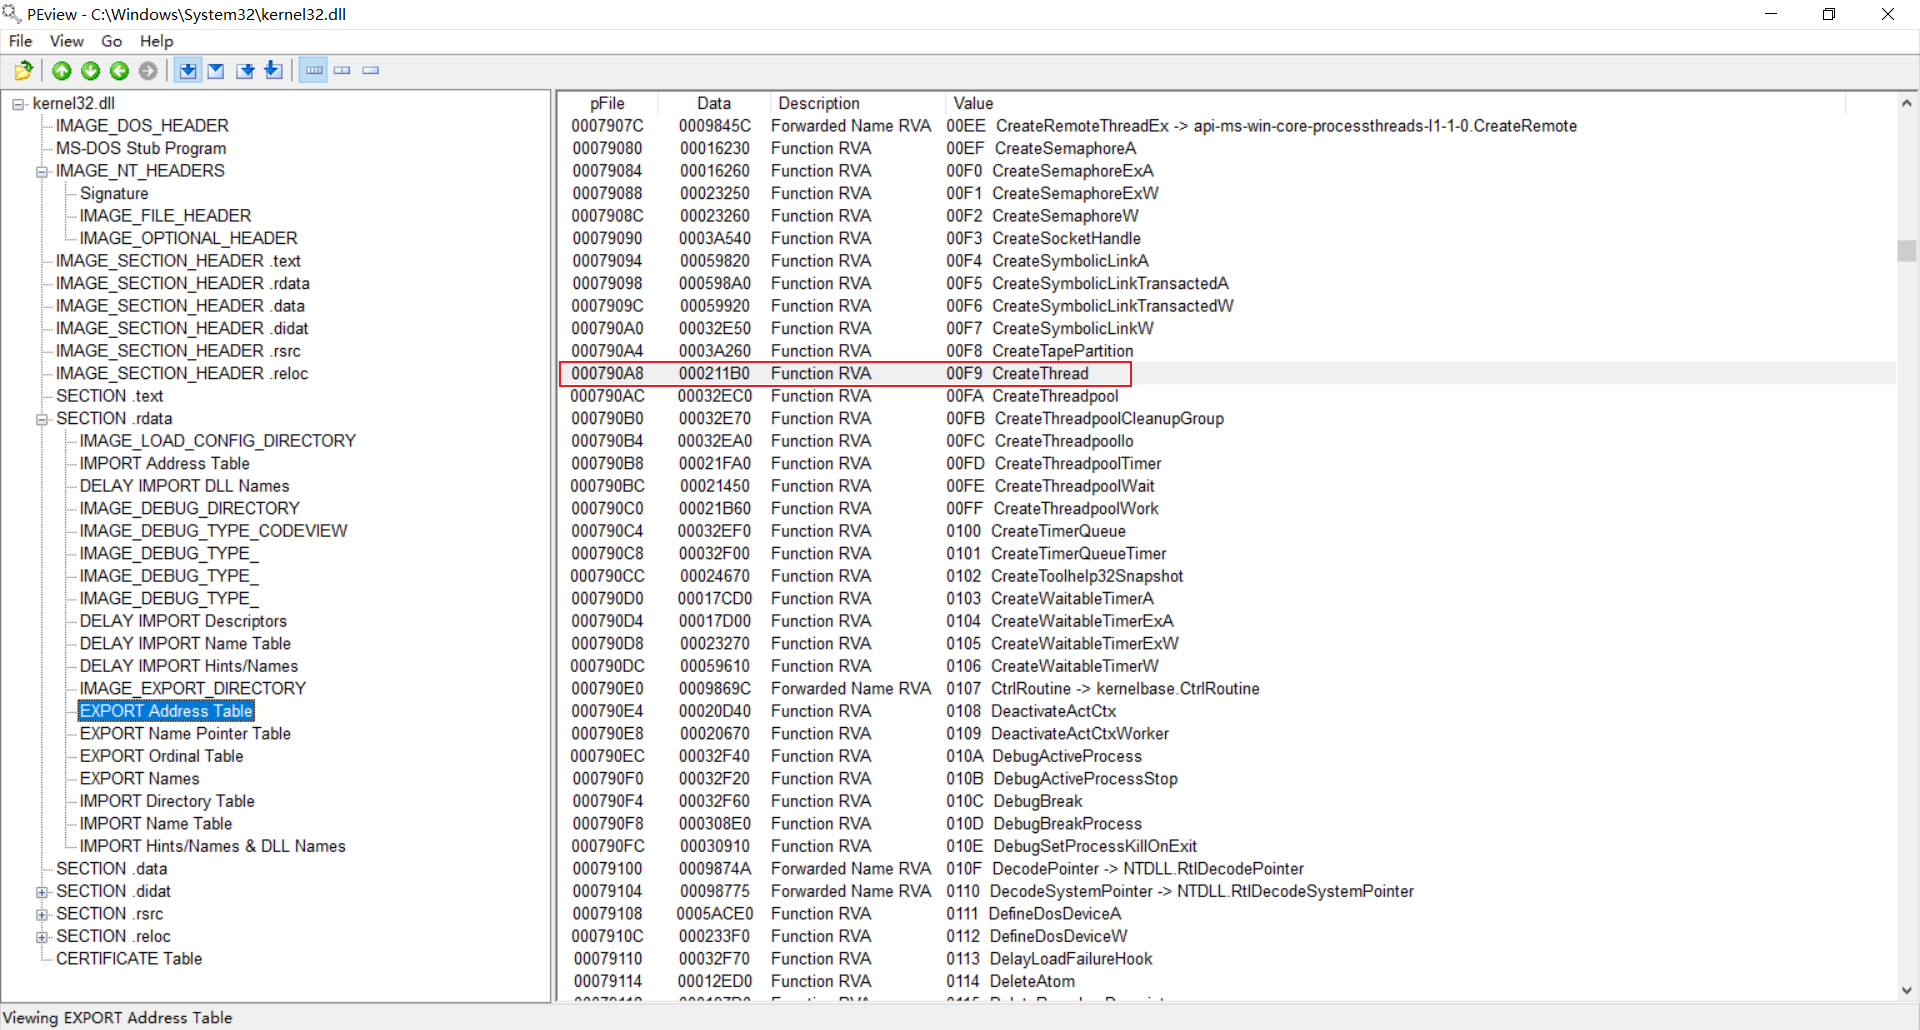 PEview - C:\Windows\System32\kernel32.dll
File View Go Help
kernel32.dll
IMAGE_DOS_HEADER
MS-DOS Stub Program
IMAGE_NT_HEADERS
Signature
IMAGE_FILE_HEADER
IMAGE_OPTIONAL_HEADER
IMAGE_SECTION_HEADER .text
IMAGE_SECTION_HEADER .rdata
IMAGE_SECTION_HEADER .data
IMAGE_SECTION_HEADER .didat
IMAGE_SECTION_HEADER .rsrc
IMAGE_SECTION_HEADER .reloc
SECTION .text
SECTION .rdata
IMAGE_LOAD_CONFIG_DIRECTORY
IMPORT Address Table
DELAY IMPORT DLL Names
IMAGE_DEBUG_DIRECTORY
IMAGE_DEBUG_TYPE_CODEVIEW
IMAGE_DEBUG_TYPE_
IMAGE_DEBUG_TYPE_
IMAGE_DEBUG_TYPE_
DELAY IMPORT Descriptors
DELAY IMPORT Name Table
DELAY IMPORT Hints/Names
IMAGE_EXPORT_DIRECTORY
EXPORT Address Table
EXPORT Name Pointer Table
EXPORT Ordinal Table
EXPORT Names
IMPORT Directory Table
IMPORT Name Table
IMPORT Hints/Names & DLL Names
SECTION .data
SECTION .didat
SECTION .rsrc
SECTION .reloc
CERTIFICATE Table
pFile Data Description Value
0007907C 0009845C Forwarded Name RVA 00EE CreateRemoteThreadEx -> api-ms-win-core-processthreads-l1-1-0.CreateRemote
00079080 00016230 Function RVA 00EF CreateSemaphoreA
00079084 00016260 Function RVA 00F0 CreateSemaphoreExA
00079088 00023250 Function RVA 00F1 CreateSemaphoreExW
0007908C 00023260 Function RVA 00F2 CreateSemaphoreW
00079090 0003A540 Function RVA 00F3 CreateSocketHandle
00079094 00059820 Function RVA 00F4 CreateSymbolicLinkA
00079098 000598A0 Function RVA 00F5 CreateSymbolicLinkTransactedA
0007909C 00059920 Function RVA 00F6 CreateSymbolicLinkTransactedW
000790A0 00032E50 Function RVA 00F7 CreateSymbolicLinkW
000790A4 0003A260 Function RVA 00F8 CreateTapePartition
000790A8 000211B0 Function RVA 00F9 CreateThread
000790AC 00032EC0 Function RVA 00FA CreateThreadpool
000790B0 00032E70 Function RVA 00FB CreateThreadpoolCleanupGroup
000790B4 00032EA0 Function RVA 00FC CreateThreadpoolIo
000790B8 00021FA0 Function RVA 00FD CreateThreadpoolTimer
000790BC 00021450 Function RVA 00FE CreateThreadpoolWait
000790C0 00021B60 Function RVA 00FF CreateThreadpoolWork
000790C4 00032EF0 Function RVA 0100 CreateTimerQueue
000790C8 00032F00 Function RVA 0101 CreateTimerQueueTimer
000790CC 00024670 Function RVA 0102 CreateToolhelp32Snapshot
000790D0 00017CD0 Function RVA 0103 CreateWaitableTimerA
000790D4 00017D00 Function RVA 0104 CreateWaitableTimerExA
000790D8 00023270 Function RVA 0105 CreateWaitableTimerExW
000790DC 00059610 Function RVA 0106 CreateWaitableTimerW
000790E0 0009869C Forwarded Name RVA 0107 CtrlRoutine -> kernelbase.CtrlRoutine
000790E4 00020D40 Function RVA 0108 DeactivateActCtx
000790E8 00020670 Function RVA 0109 DeactivateActCtxWorker
000790EC 00032F40 Function RVA 010A DebugActiveProcess
000790F0 00032F20 Function RVA 010B DebugActiveProcessStop
000790F4 00032F60 Function RVA 010C DebugBreak
000790F8 000308E0 Function RVA 010D DebugBreakProcess
000790FC 00030910 Function RVA 010E DebugSetProcessKillOnExit
00079100 0009874A Forwarded Name RVA 010F DecodePointer -> NTDLL.RtlDecodePointer
00079104 00098775 Forwarded Name RVA 0110 DecodeSystemPointer -> NTDLL.RtlDecodeSystemPointer
00079108 0005ACE0 Function RVA 0111 DefineDosDeviceA
0007910C 000233F0 Function RVA 0112 DefineDosDeviceW
00079110 00032F70 Function RVA 0113 DelayLoadFailureHook
00079114 00012ED0 Function RVA 0114 DeleteAtom
Viewing EXPORT Address Table